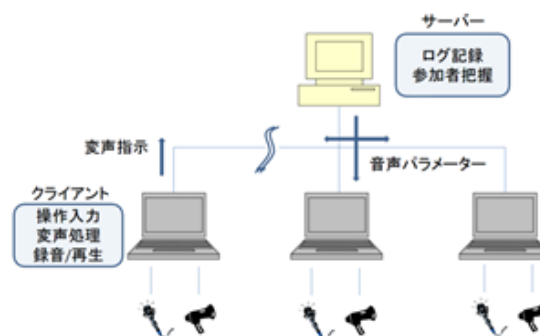 サーバー
ログ記録
参加者把握
変声指示
音声パラメーター
クライアント
操作入力
変声処理
録音/再生